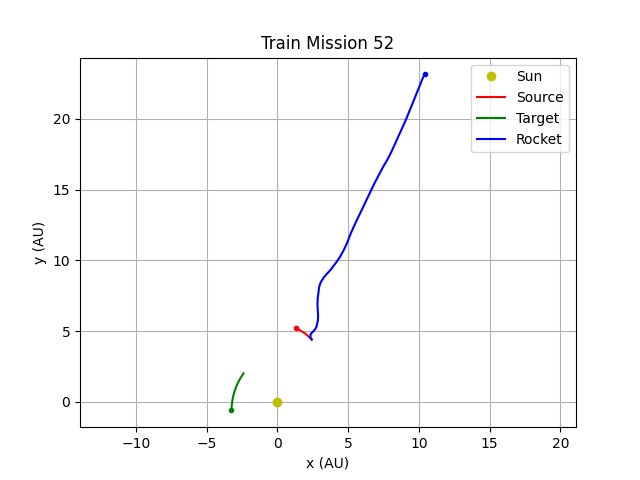 Train Mission 52
Sun
Source
Target
Rocket
20
15
10
5
0
−10
−5
0
5
10
15
20
y (AU)
x (AU)